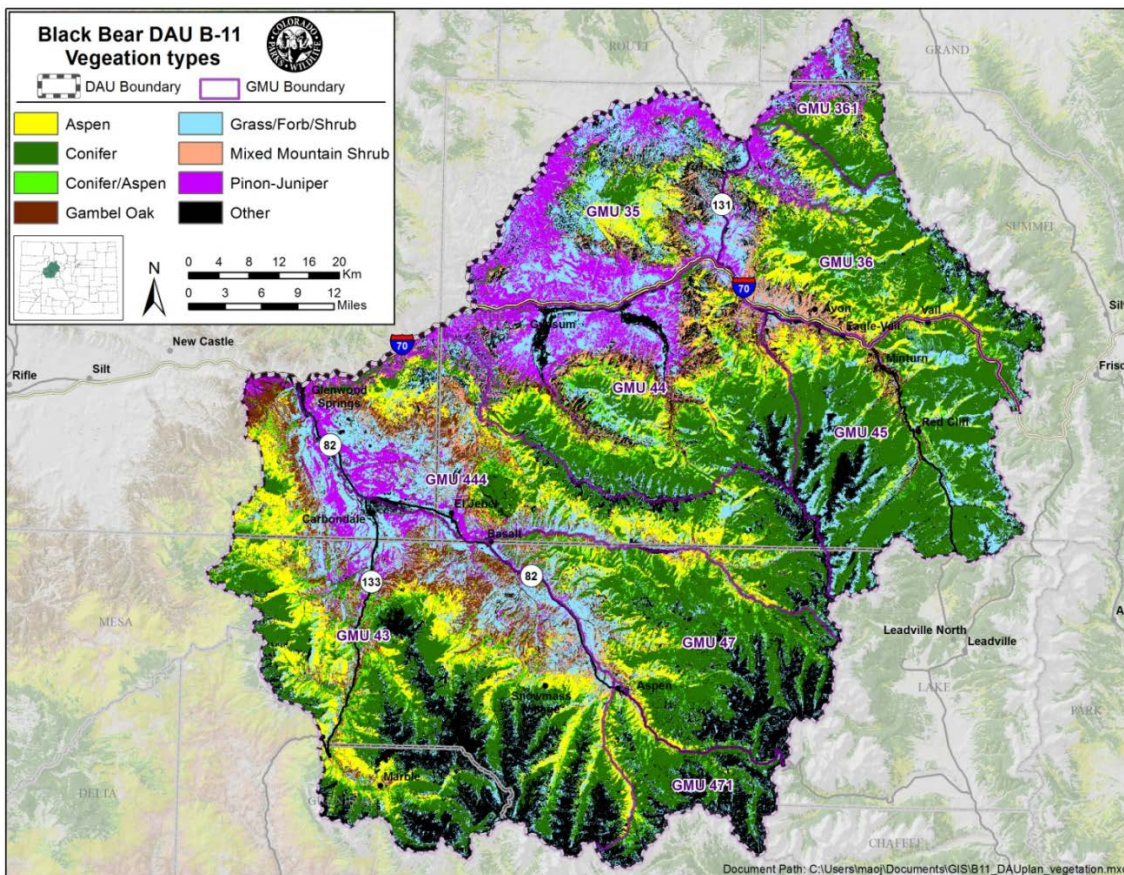 Black Bear DAU B-11
Vegeation types
COLORADO
PARKS
WILDLIFE
DAU Boundary
GMU Boundary
Aspen
Grass/Forb/Shrub
Conifer
Mixed Mountain Shrub
Conifer/Aspen
Pinon-Juniper
Gambel Oak
Other
N
0 4 8 12 16 20
Km
0 3 6 9 12
Miles
ROUTT
GRAND
GMU 361
GMU 35
131
SUMMIT
GMU 36
70
Avon
Vail
Eagle-Vail
Gypsum
Minturn
New Castle
70
Silt
Rifle
GMU 44
Glenwood
Springs
GMU 45
Red Cliff
82
GMU 444
El Jebel
Carbondale
Basalt
82
133
MESA
GMU 43
GMU 47
Leadville North
Leadville
Aspen
Snowmass
LAKE
PARK
Marble
DELTA
GMU 471
CHAFFEE
Document Path: C:\Users\maoj\Documents\GIS\B11_DAUplan_vegetation.mxd